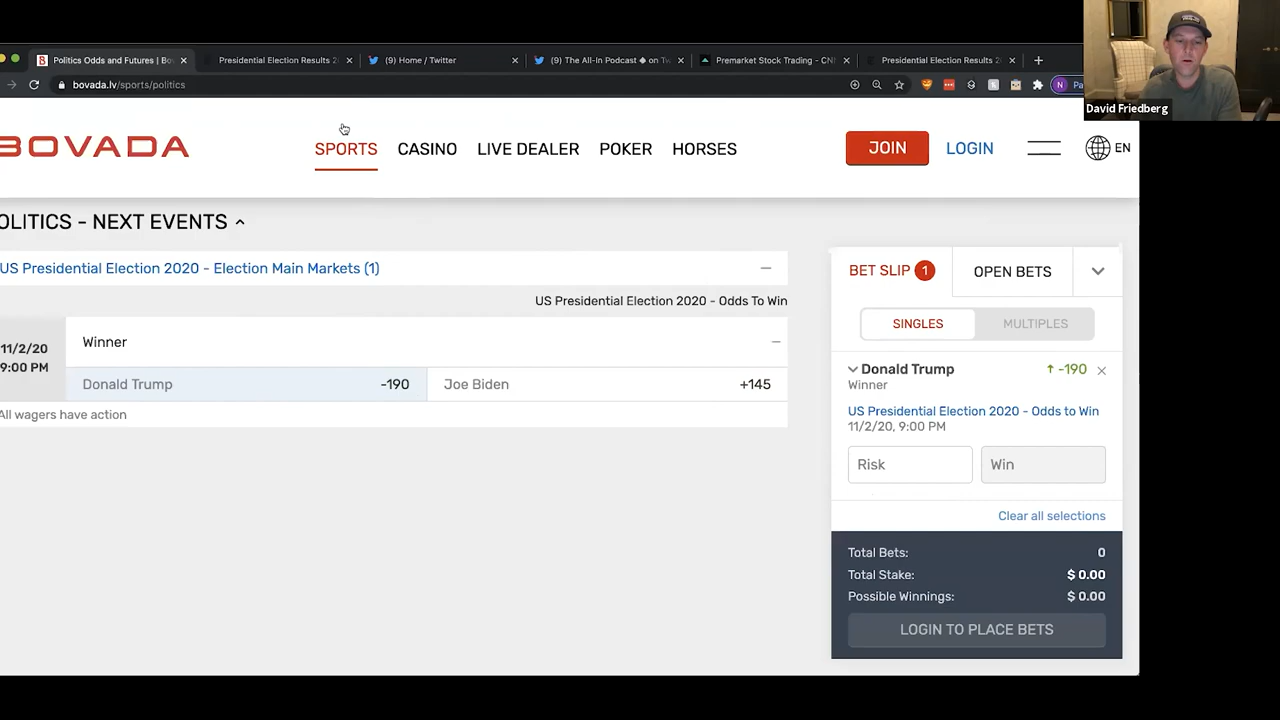 Politics Odds and Futures | Bo
Presidential Election Results 2
(9) Home / Twitter
(9) The All-In Podcast ◆ on Tw
Premarket Stock Trading - CN
Presidential Election Results 2
bovada.lv/sports/politics
N
Pa
David Friedberg
BOVADA
SPORTS
CASINO
LIVE DEALER
POKER
HORSES
JOIN
LOGIN
EN
OLITICS - NEXT EVENTS
US Presidential Election 2020 - Election Main Markets (1)
US Presidential Election 2020 - Odds To Win
11/2/20
9:00 PM
Winner
Donald Trump -190
Joe Biden +145
All wagers have action
BET SLIP 1
OPEN BETS
SINGLES
MULTIPLES
Donald Trump ↑ -190
Winner
US Presidential Election 2020 - Odds to Win
11/2/20, 9:00 PM
Risk
Win
Clear all selections
Total Bets: 0
Total Stake: $ 0.00
Possible Winnings: $ 0.00
LOGIN TO PLACE BETS